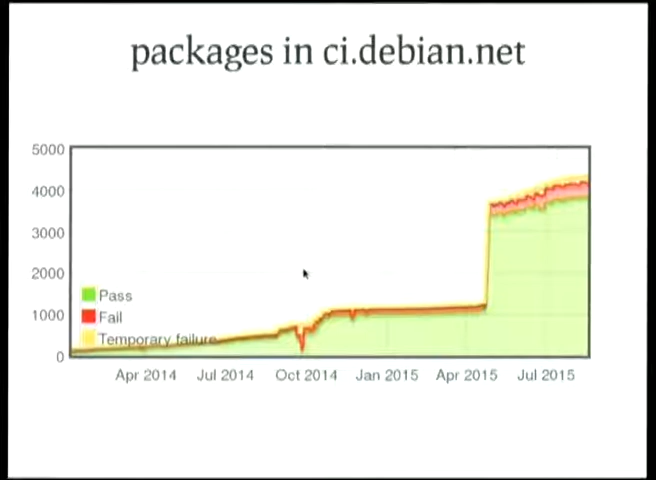 packages in ci.debian.net
5000
4000
3000
2000
1000
0
Pass
Fail
Temporary failure
Apr 2014 Jul 2014 Oct 2014 Jan 2015 Apr 2015 Jul 2015